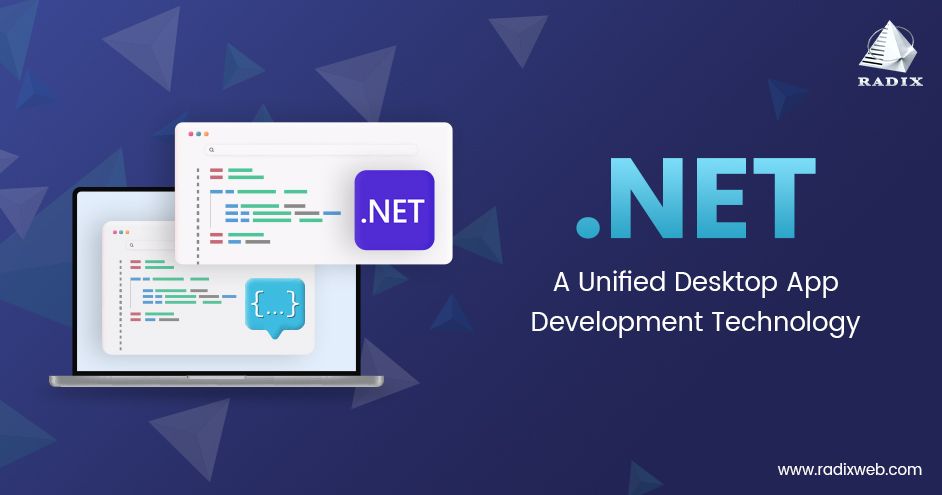 RADIX
.NET
{...}
.NET
A Unified Desktop App
Development Technology
www.radixweb.com